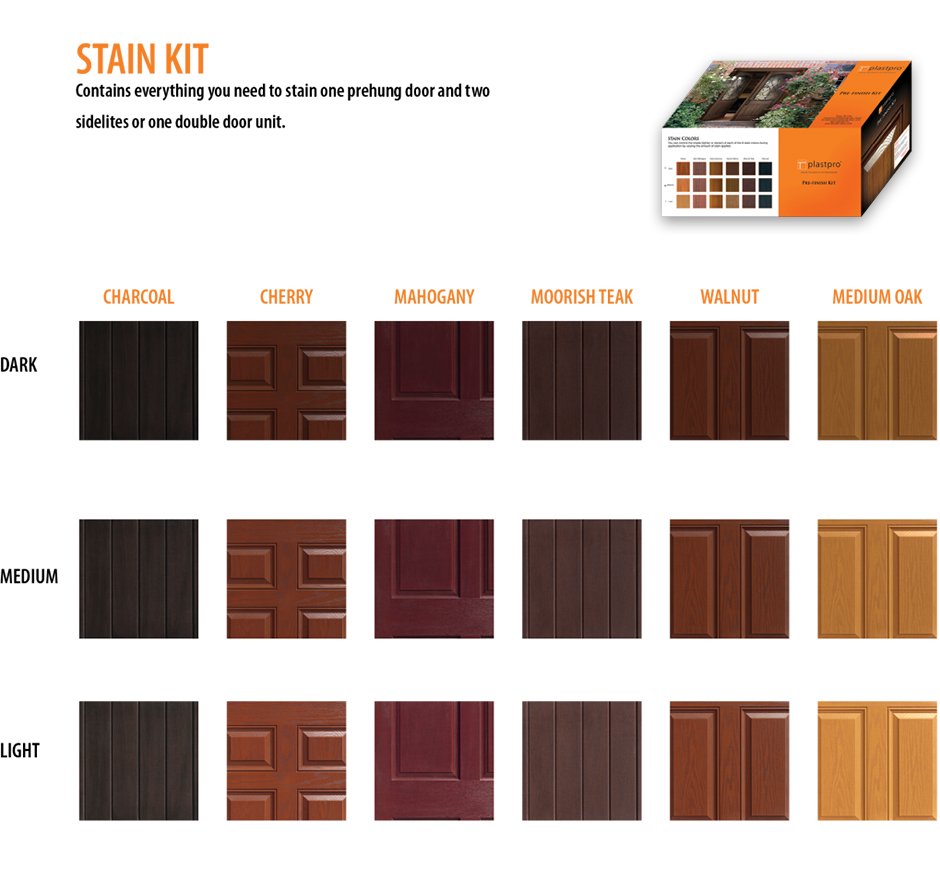 STAIN KIT
Contains everything you need to stain one prehung door and two
sidelites or one double door unit.
plastpro
PRE-FINISH KIT
STAIN COLORS
plastpro
PRE-FINISH KIT
CHARCOAL CHERRY MAHOGANY MOORISH TEAK WALNUT MEDIUM OAK
DARK
MEDIUM
LIGHT